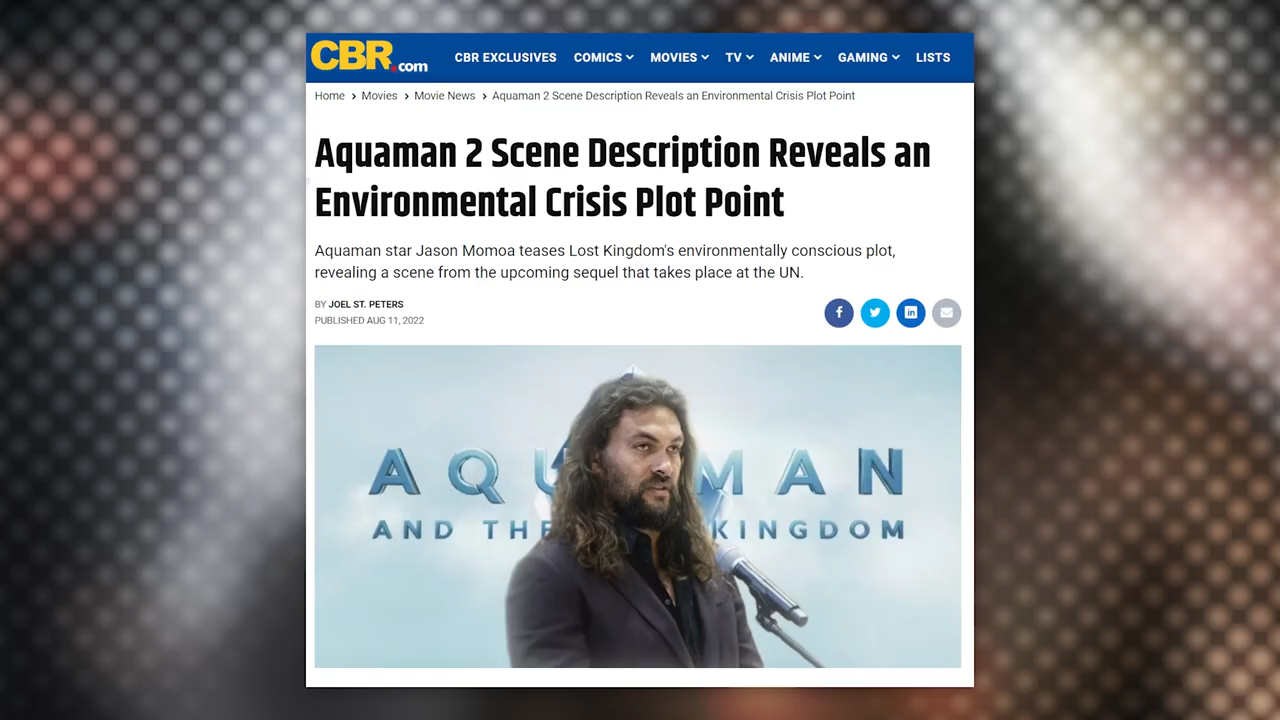 CBR.com
CBR EXCLUSIVES COMICS MOVIES TV ANIME GAMING LISTS
Home > Movies > Movie News > Aquaman 2 Scene Description Reveals an Environmental Crisis Plot Point
Aquaman 2 Scene Description Reveals an
Environmental Crisis Plot Point
Aquaman star Jason Momoa teases Lost Kingdom's environmentally conscious plot,
revealing a scene from the upcoming sequel that takes place at the UN.
BY JOEL ST. PETERS
PUBLISHED AUG 11, 2022
AQU MAN
AND THE KINGDOM